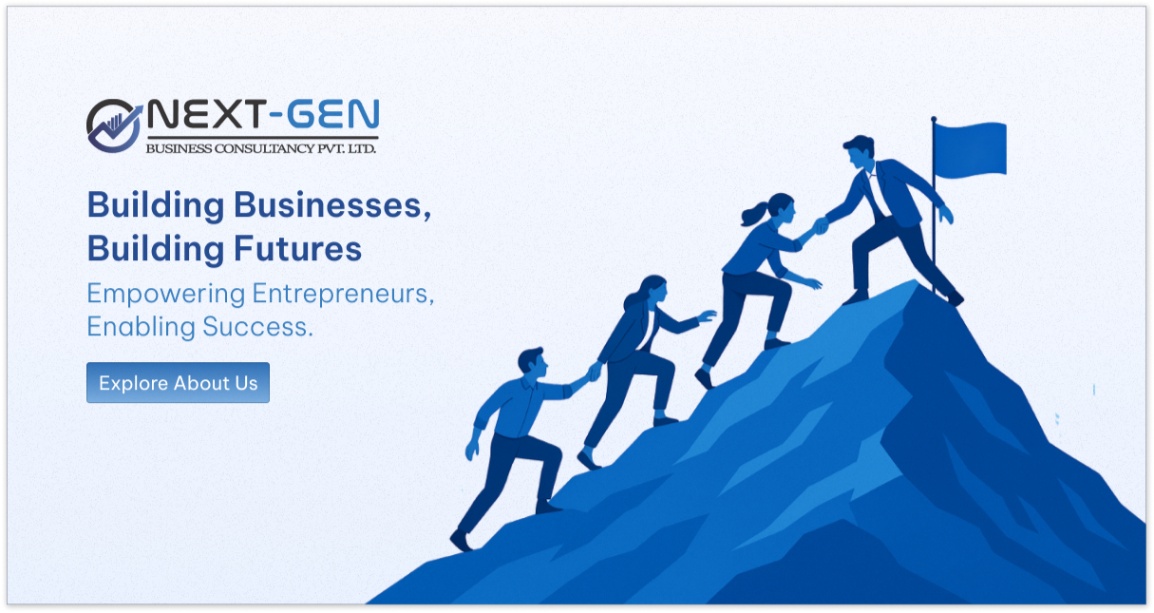 NEXT-GEN
BUSINESS CONSULTANCY PVT. LTD.
Building Businesses,
Building Futures
Empowering Entrepreneurs,
Enabling Success.
Explore About Us